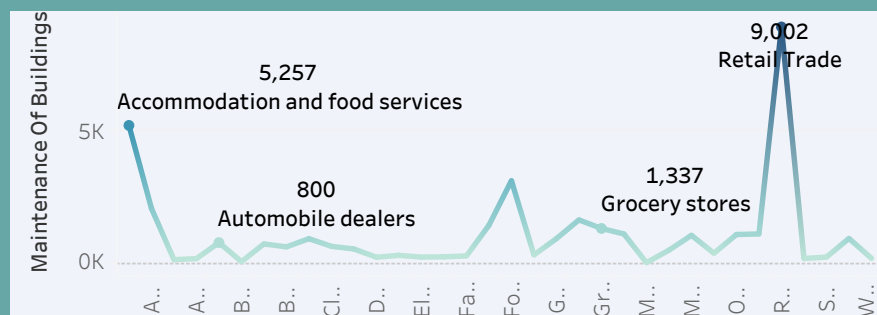 Maintenance Of Buildings
9,002
Retail Trade
5,257
Accommodation and food services
5K
1,337
Grocery stores
800
Automobile dealers
0K
A..
A..
B..
B..
Cl..
D..
El..
Fa..
Fo..
G..
Gr..
M..
M..
O..
R..
S..
W..